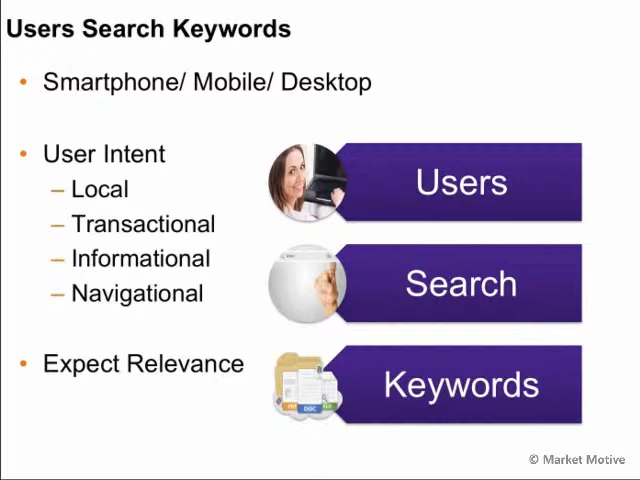 Users Search Keywords
• Smartphone/ Mobile/ Desktop
• User Intent
– Local
– Transactional
– Informational
– Navigational
• Expect Relevance
Users
Search
Keywords
DOC
© Market Motive